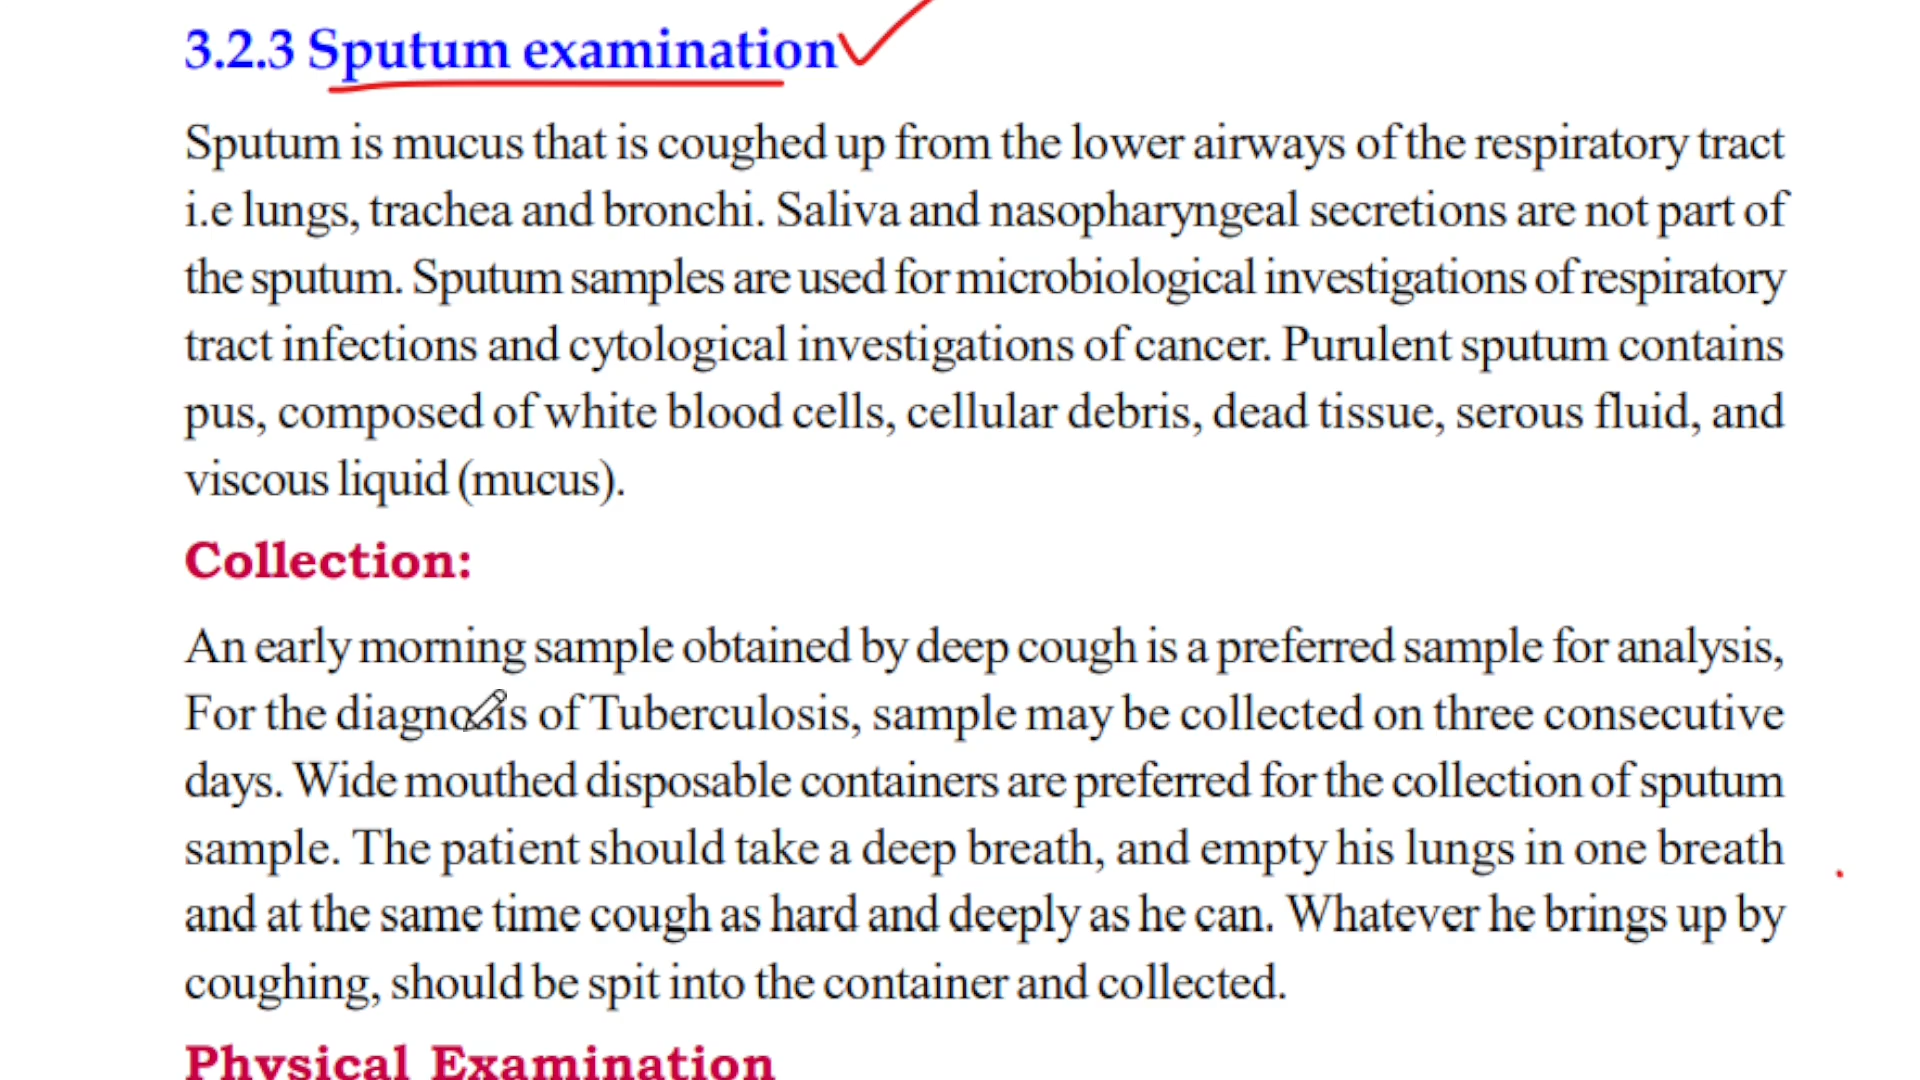 3.2.3 Sputum examination
Sputum is mucus that is coughed up from the lower airways of the respiratory tract
i.e lungs, trachea and bronchi. Saliva and nasopharyngeal secretions are not part of
the sputum. Sputum samples are used for microbiological investigations of respiratory
tract infections and cytological investigations of cancer. Purulent sputum contains
pus, composed of white blood cells, cellular debris, dead tissue, serous fluid, and
viscous liquid (mucus).
Collection:
An early morning sample obtained by deep cough is a preferred sample for analysis,
For the diagnosis of Tuberculosis, sample may be collected on three consecutive
days. Wide mouthed disposable containers are preferred for the collection of sputum
sample. The patient should take a deep breath, and empty his lungs in one breath
and at the same time cough as hard and deeply as he can. Whatever he brings up by
coughing, should be spit into the container and collected.
Physical Examination